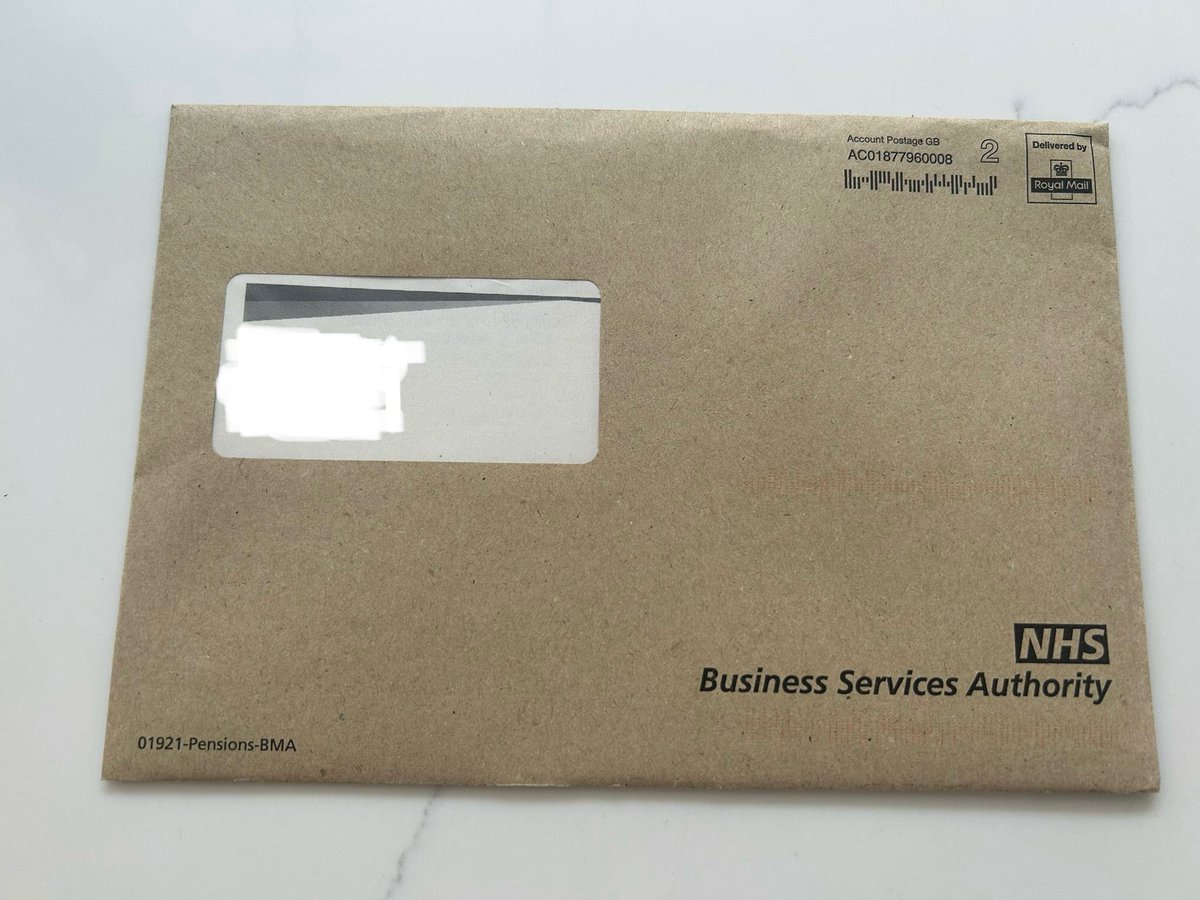 Account Postage GB
AC01877960008
2
Delivered by
Royal Mail
NHS
Business Services Authority
01921-Pensions-BMA